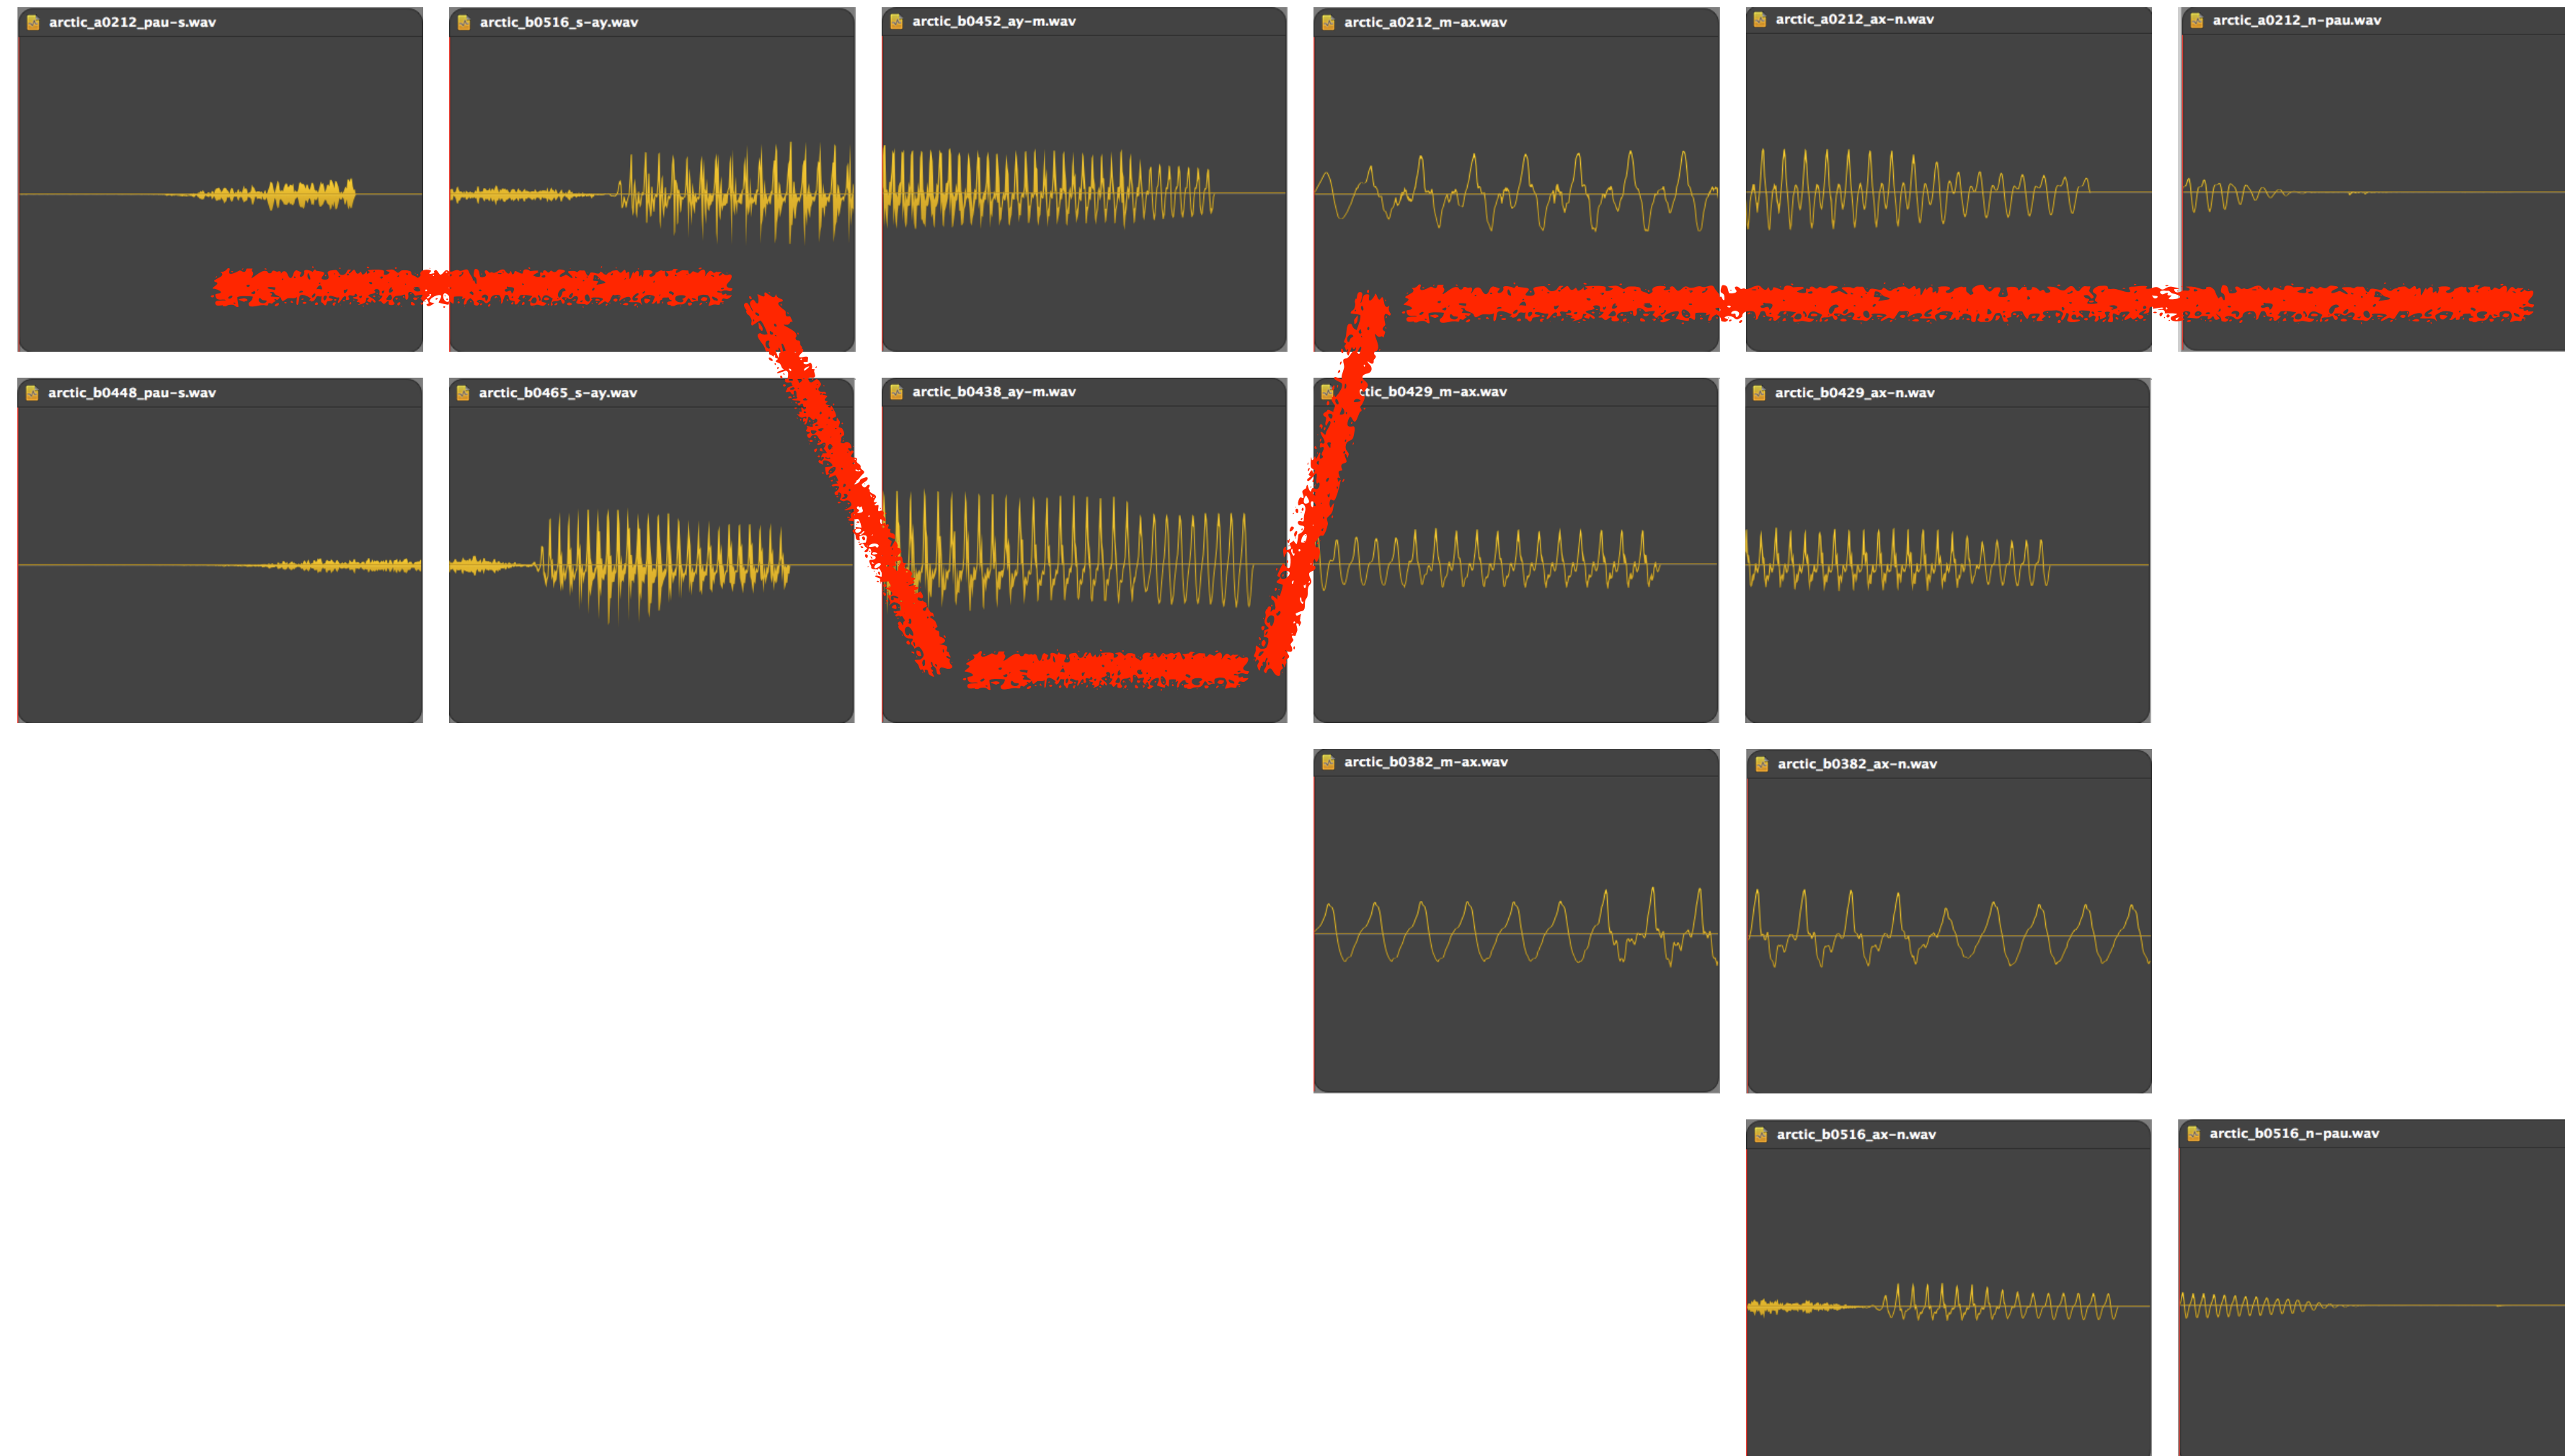 arctic_a0212_pau-s.wav
arctic_b0516_s-ay.wav
arctic_b0452_ay-m.wav
arctic_a0212_m-ax.wav
arctic_a0212_ax-n.wav
arctic_a0212_n-pau.wav
arctic_b0448_pau-s.wav
arctic_b0465_s-ay.wav
arctic_b0438_ay-m.wav
ctic_b0429_m-ax.wav
arctic_b0429_ax-n.wav
arctic_b0382_m-ax.wav
arctic_b0382_ax-n.wav
arctic_b0516_ax-n.wav
arctic_b0516_n-pau.wav